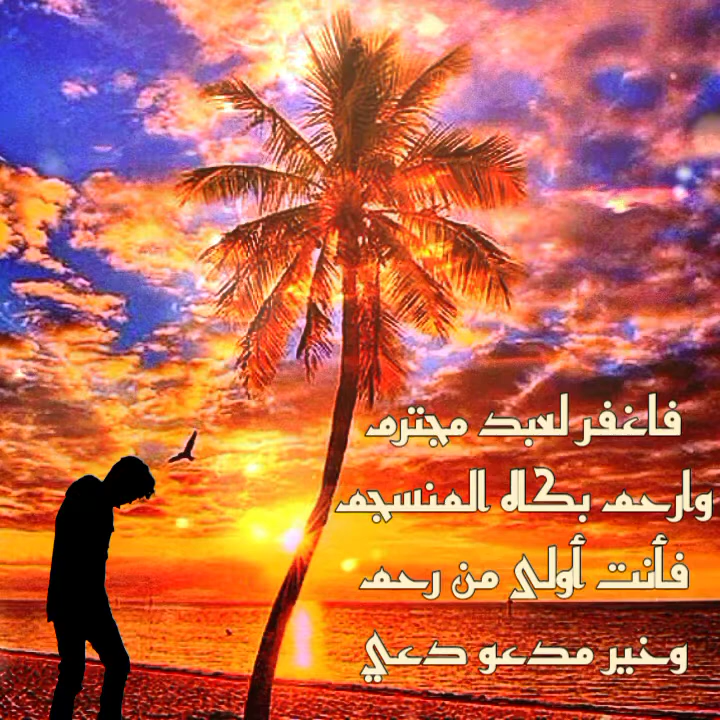 فاغفر لعبد مجترم
وارحم بكاه المنسجم
فأنت أولى من رحم
وخير مدعو دعي